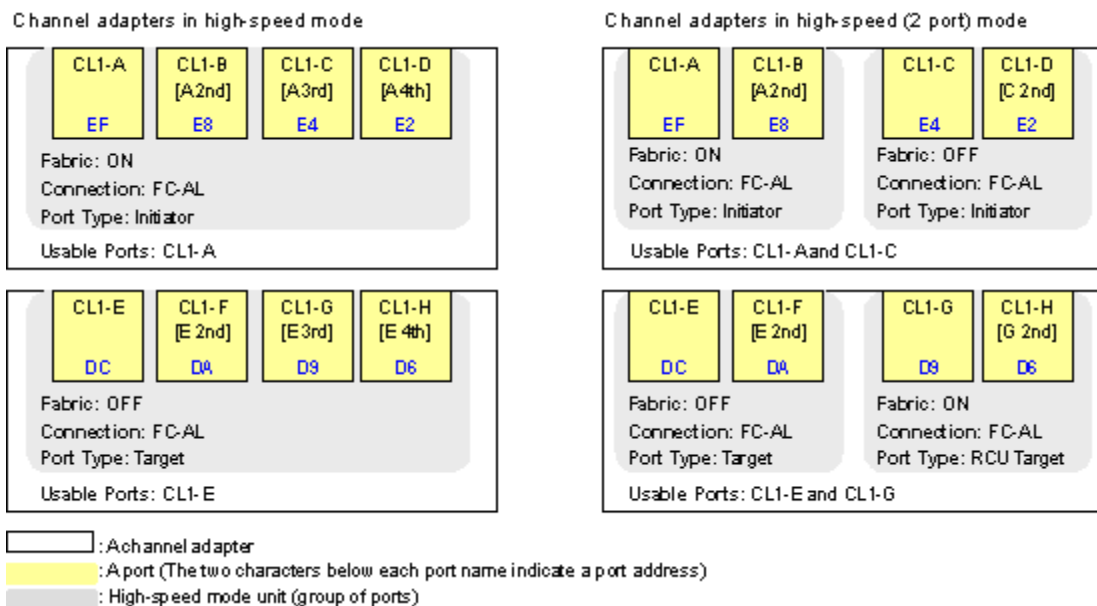 Channel adapters in high-speed mode
CL1-A
EF
CL1-B
[A2nd]
E8
CL1-C
[A3rd]
E4
CL1-D
[A4th]
E2
Fabric: ON
Connection: FC-AL
Port Type: Initiator
Usable Ports: CL1-A
CL1-E
DC
CL1-F
[E 2nd]
DA
CL1-G
[E3rd]
D9
CL1-H
[E 4th]
D6
Fabric: OFF
Connection: FC-AL
Port Type: Target
Usable Ports: CL1-E
Channel adapters in high-speed (2 port) mode
CL1-A
EF
CL1-B
[A2nd]
E8
Fabric: ON
Connection: FC-AL
Port Type: Initiator
CL1-C
E4
CL1-D
[C 2nd]
E2
Fabric: OFF
Connection: FC-AL
Port Type: Initiator
Usable Ports: CL1-Aand CL1-C
CL1-E
DC
CL1-F
[E 2nd]
DA
Fabric: OFF
Connection: FC-AL
Port Type: Target
CL1-G
D9
CL1-H
[G 2nd]
D6
Fabric: ON
Connection: FC-AL
Port Type: RCU Target
Usable Ports: CL1-E and CL1-G
: Achannel adapter
: Aport (The two characters below each port name indicate a port address)
: High-speed mode unit (group of ports)